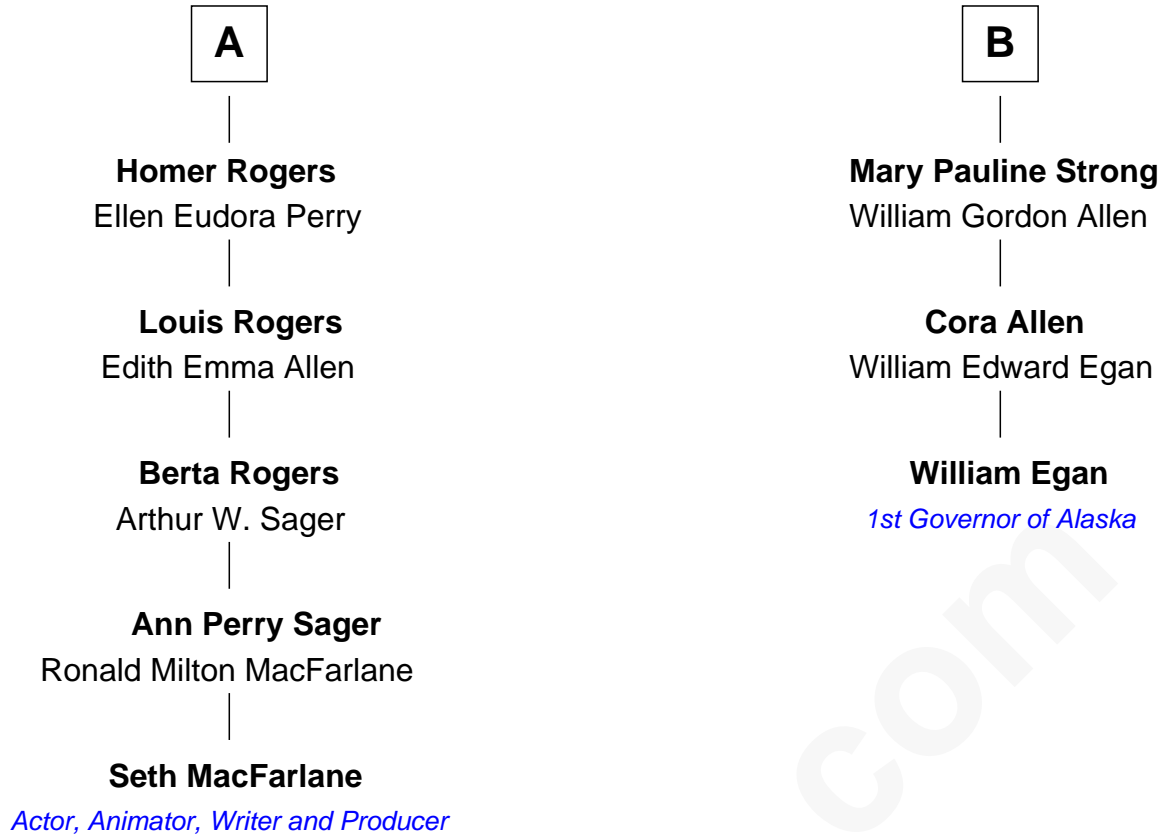 A
Homer Rogers
Ellen Eudora Perry
Louis Rogers
Edith Emma Allen
Berta Rogers
Arthur W. Sager
Ann Perry Sager
Ronald Milton MacFarlane
Seth MacFarlane
Actor, Animator, Writer and Producer
B
Mary Pauline Strong
William Gordon Allen
Cora Allen
William Edward Egan
William Egan
1st Governor of Alaska
com